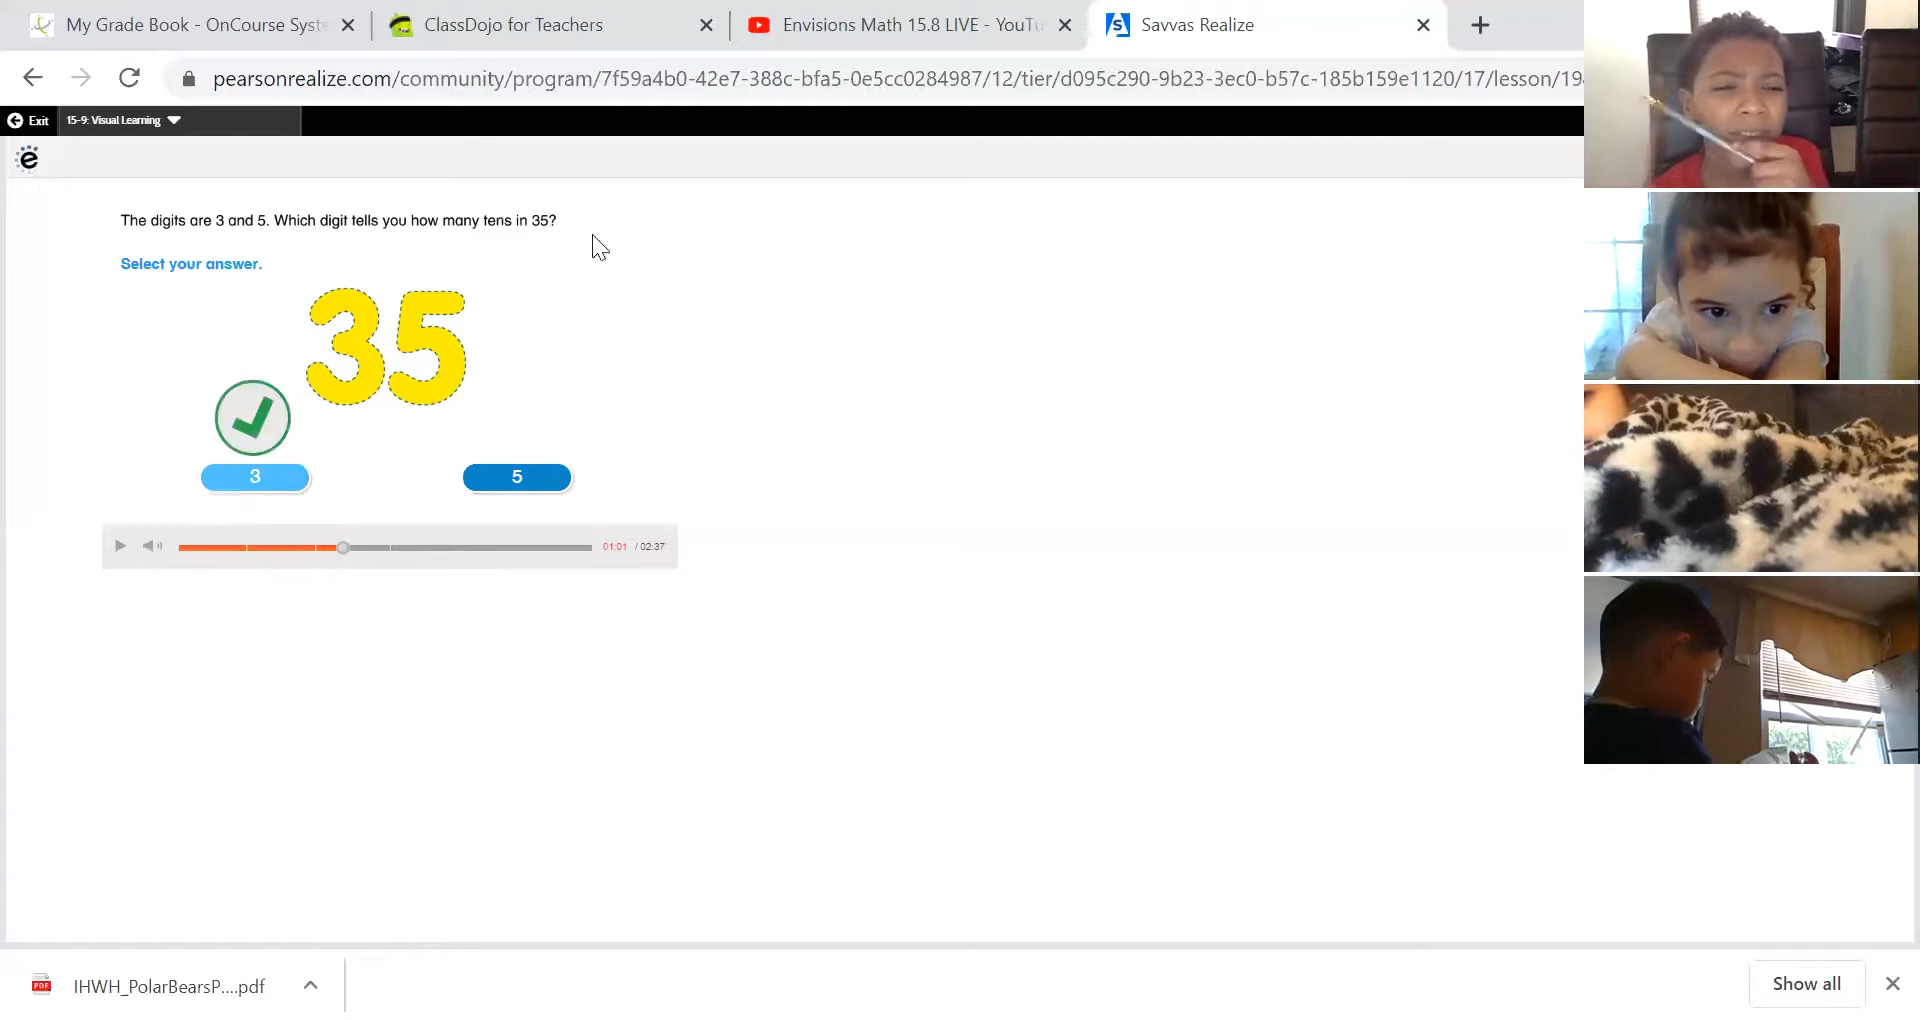 My Grade Book - OnCourse Syste
ClassDojo for Teachers
Envisions Math 15.8 LIVE - YouTu
Savvas Realize
pearsonrealize.com/community/program/7f59a4b0-42e7-388c-bfa5-0e5cc0284987/12/tier/d095c290-9b23-3ec0-b57c-185b159e1120/17/lesson/19
Exit
15-9: Visual Learning
e
The digits are 3 and 5. Which digit tells you how many tens in 35?
Select your answer.
35
3
5
01:01 / 02:37
PDF
IHWH_PolarBearsP....pdf
Show all